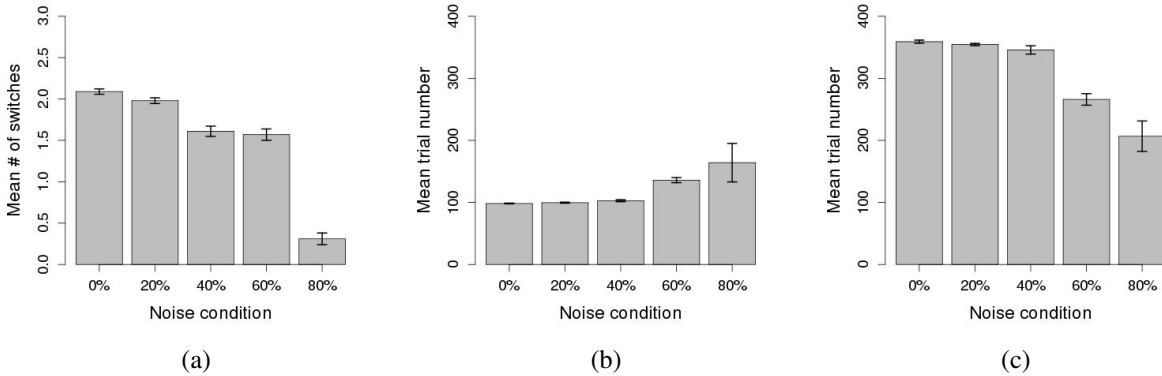 Mean # of switches
3.0
2.5
2.0
1.5
1.0
0.5
0.0
0% 20% 40% 60% 80%
Noise condition
(a)
Mean trial number
400
300
200
100
0
0% 20% 40% 60% 80%
Noise condition
(b)
Mean trial number
400
300
200
100
0
0% 20% 40% 60% 80%
Noise condition
(c)